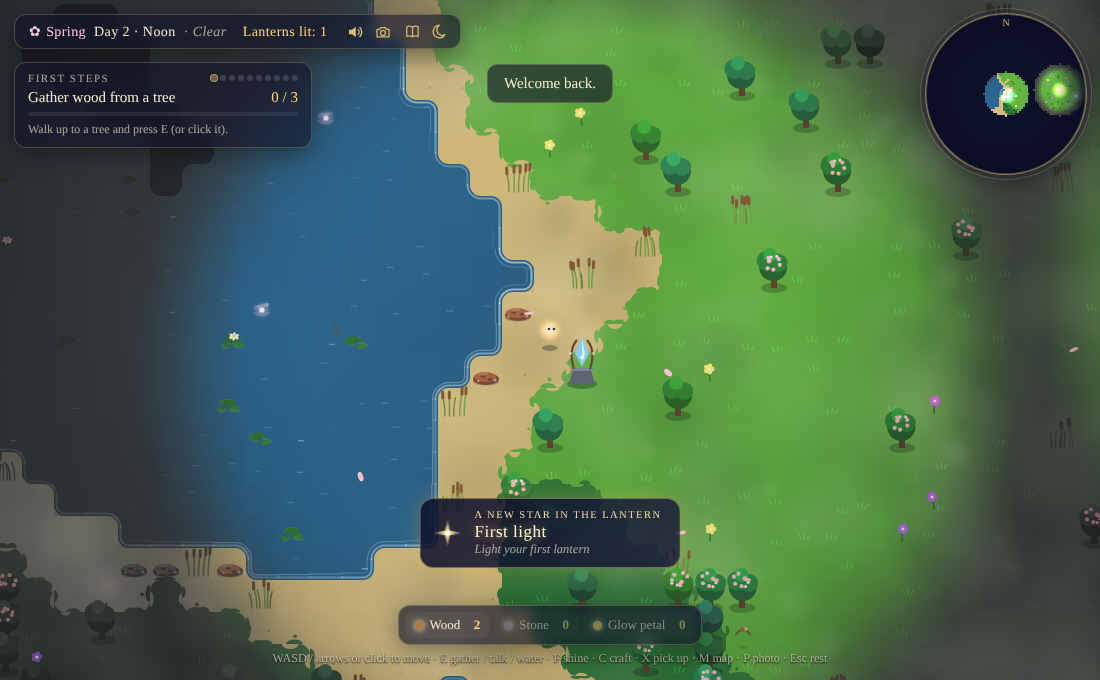 ✿ Spring Day 2 · Noon · Clear Lanterns lit: 1
FIRST STEPS
Gather wood from a tree 0 / 3
Walk up to a tree and press E (or click it).
Welcome back.
N
A NEW STAR IN THE LANTERN
First light
Light your first lantern
Wood 2 Stone 0 Glow petal 0
WASD / arrows or click to move · E gather / talk / water · F shine · C craft · X pick up · M map · P photo · Esc rest